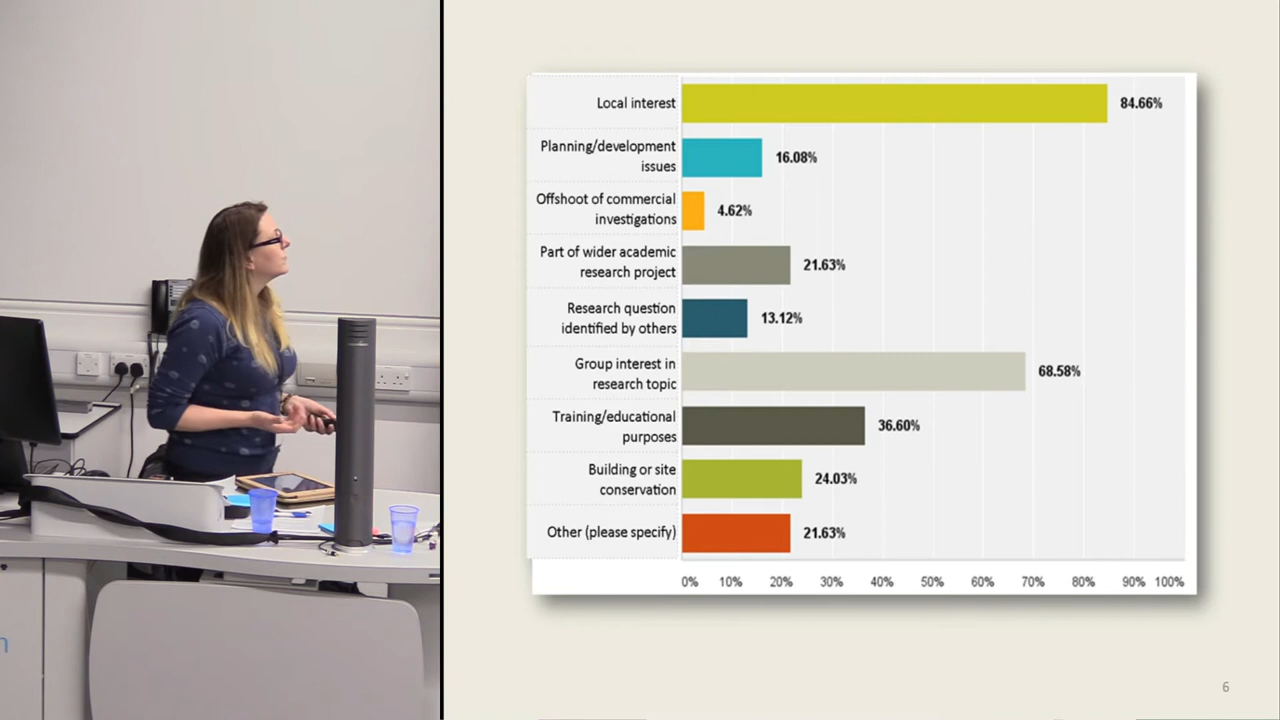 Local interest
84.66%
Planning/development
issues
16.08%
Offshoot of commercial
investigations
4.62%
Part of wider academic
research project
21.63%
Research question
identified by others
13.12%
Group interest in
research topic
68.58%
Training/educational
purposes
36.60%
Building or site
conservation
24.03%
Other (please specify)
21.63%
0% 10% 20% 30% 40% 50% 60% 70% 80% 90% 100%
6
n